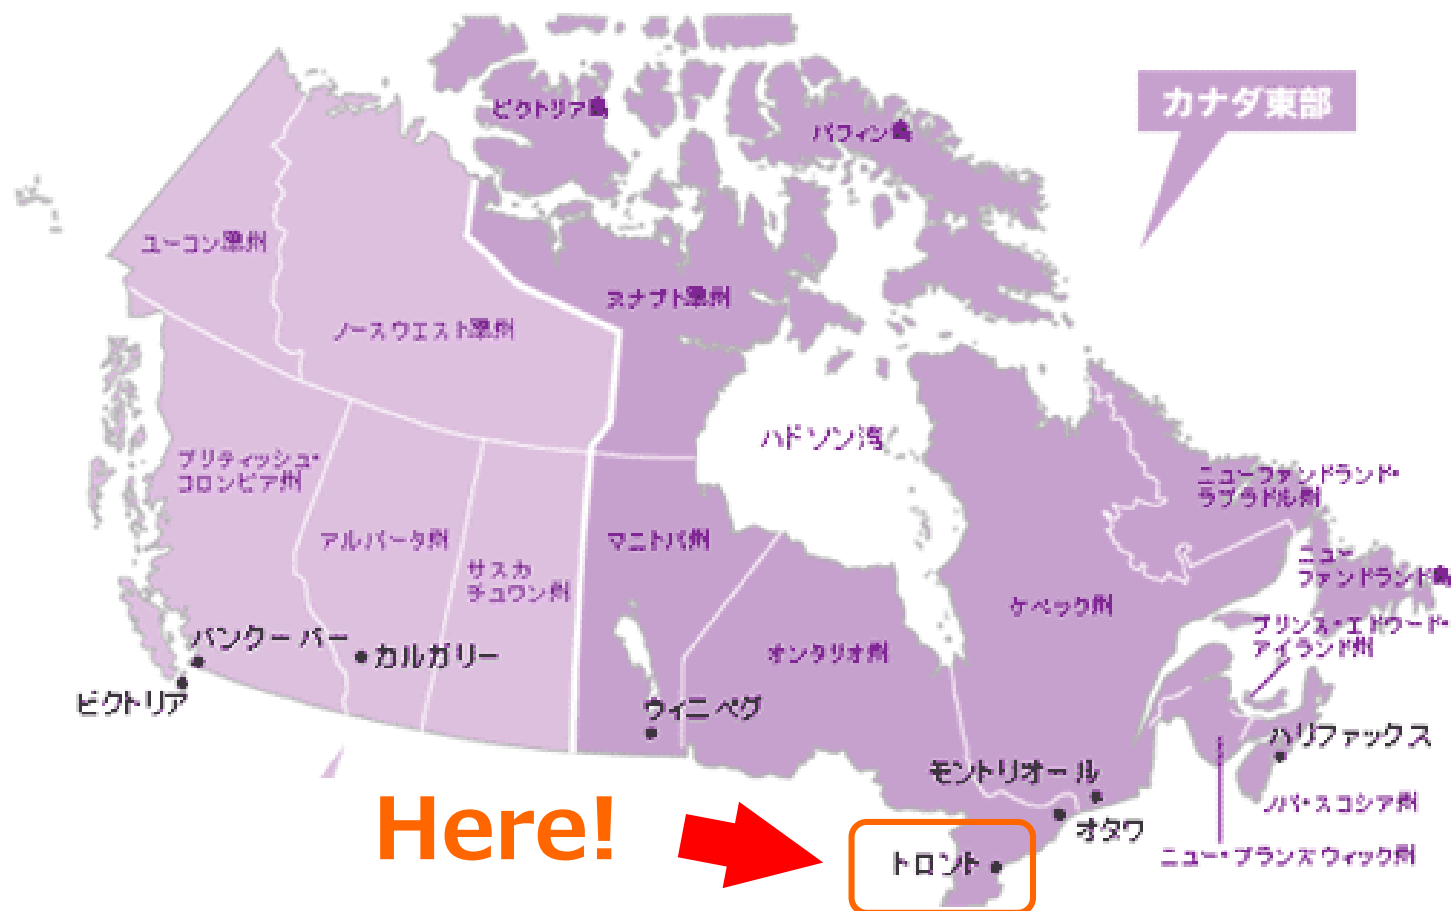 カナダ東部
ビクトリア島
バフィン島
ユーコン準州
ヌナブト準州
ノースウエスト準州
ハドソン湾
ブリティッシュ・
コロンビア州
ニューファンドランド・
ラブラドル州
アルバータ州
マニトバ州
サスカ
チュワン州
ニュー
ファンドランド島
ケベック州
プリンス・エドワード・
アイランド州
バンクーバー
カルガリー
オンタリオ州
ビクトリア
ウィニペグ
ハリファックス
モントリオール
ノバ・スコシア州
オタワ
Here!
トロント
ニュー・ブランズウィック州